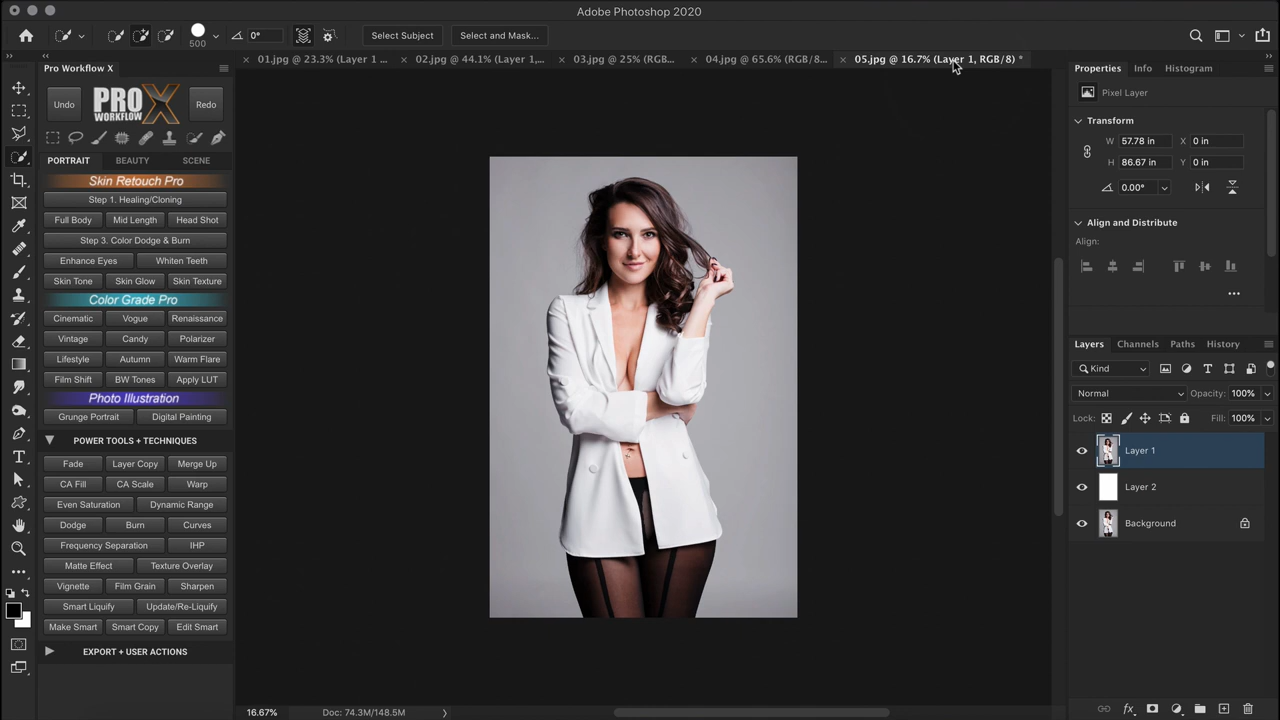 Adobe Photoshop 2020
500
0°
Select Subject
Select and Mask...
01.jpg @ 23.3% (Layer 1 ...
02.jpg @ 44.1% (Layer 1,...
03.jpg @ 25% (RGB...
04.jpg @ 65.6% (RGB/8...
05.jpg @ 16.7% (Layer 1, RGB/8) *
Pro Workflow X
Undo
PRO X
WORKFLOW
Redo
PORTRAIT
BEAUTY
SCENE
Skin Retouch Pro
Step 1. Healing/Cloning
Full Body
Mid Length
Head Shot
Step 3. Color Dodge & Burn
Enhance Eyes
Whiten Teeth
Skin Tone
Skin Glow
Skin Texture
Color Grade Pro
Cinematic
Vogue
Renaissance
Vintage
Candy
Polarizer
Lifestyle
Autumn
Warm Flare
Film Shift
BW Tones
Apply LUT
Photo Illustration
Grunge Portrait
Digital Painting
POWER TOOLS + TECHNIQUES
Fade
Layer Copy
Merge Up
CA Fill
CA Scale
Warp
Even Saturation
Dynamic Range
Dodge
Burn
Curves
Frequency Separation
IHP
Matte Effect
Texture Overlay
Vignette
Film Grain
Sharpen
Smart Liquify
Update/Re-Liquify
Make Smart
Smart Copy
Edit Smart
EXPORT + USER ACTIONS
16.67%
Doc: 74.3M/148.5M
Properties
Info
Histogram
Pixel Layer
Transform
W 57.78 in
X 0 in
H 86.67 in
Y 0 in
0.00°
Align and Distribute
Align:
Layers
Channels
Paths
History
Kind
Normal
Opacity: 100%
Lock:
Fill: 100%
Layer 1
Layer 2
Background